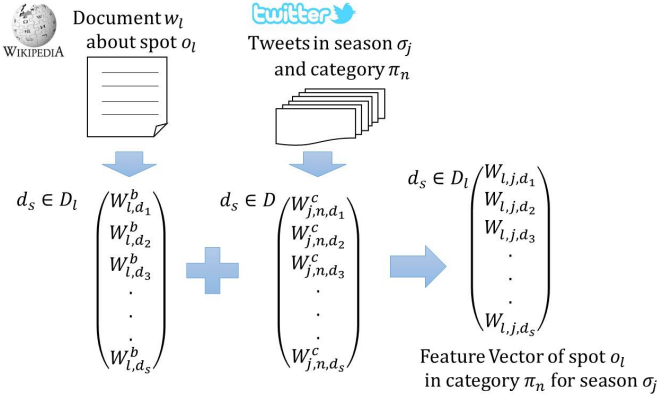 WIKIPEDIA
Document w_l
about spot o_l
twitter
Tweets in season σ_j
and category π_n
d_s ∈ D_l
W^b_{l,d_1}
W^b_{l,d_2}
W^b_{l,d_3}
.
.
.
W^b_{l,d_s}
d_s ∈ D
W^c_{j,n,d_1}
W^c_{j,n,d_2}
W^c_{j,n,d_3}
.
.
.
W^c_{j,n,d_s}
d_s ∈ D_l
W_{l,j,d_1}
W_{l,j,d_2}
W_{l,j,d_3}
.
.
.
W_{l,j,d_s}
Feature Vector of spot o_l
in category π_n for season σ_j